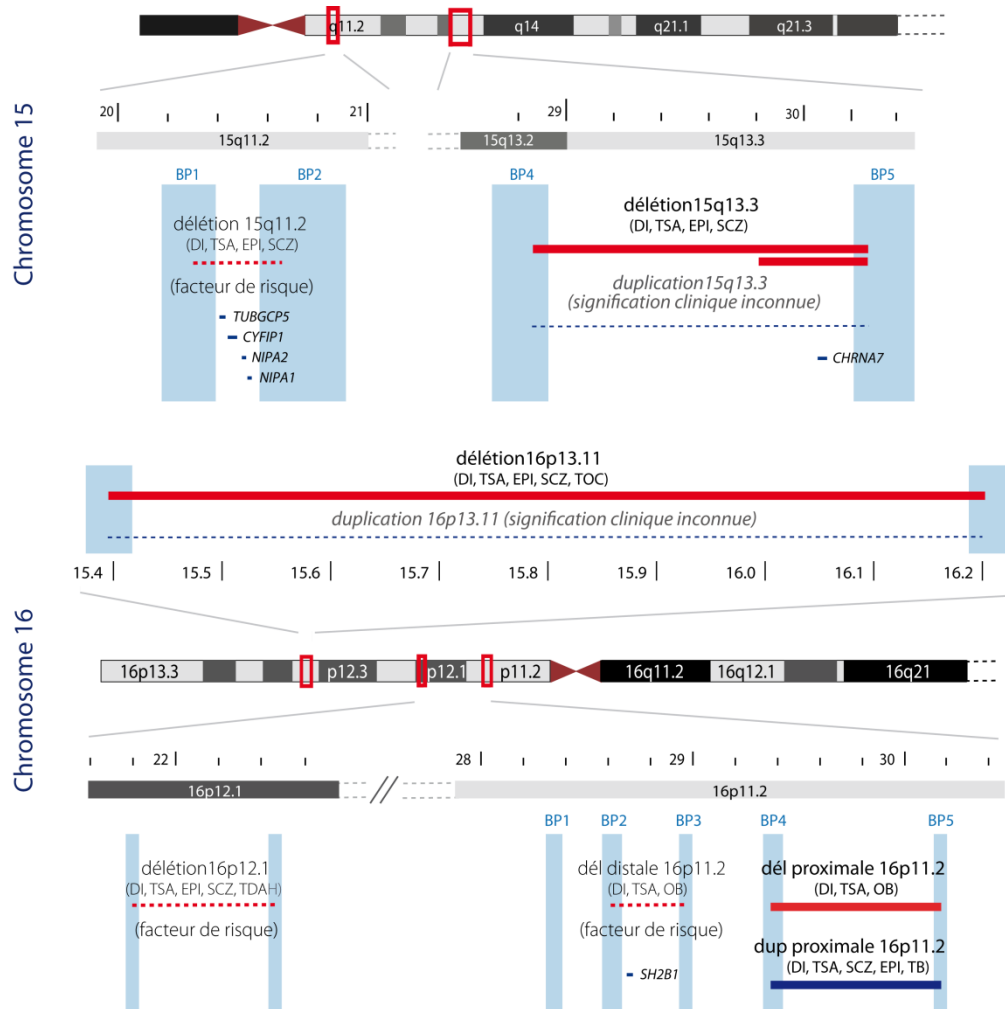 Chromosome 15
q11.2 q14 q21.1 q21.3
20 21 29 30
15q11.2 15q13.2 15q13.3
BP1 BP2 BP4 BP5
délétion 15q11.2
(DI, TSA, EPI, SCZ)
(facteur de risque)
TUBGCP5
CYFIP1
NIPA2
NIPA1
délétion15q13.3
(DI, TSA, EPI, SCZ)
duplication15q13.3
(signification clinique inconnue)
CHRNA7
délétion16p13.11
(DI, TSA, EPI, SCZ, TOC)
duplication 16p13.11 (signification clinique inconnue)
15.4 15.5 15.6 15.7 15.8 15.9 16.0 16.1 16.2
Chromosome 16
16p13.3 p12.3 p12.1 p11.2 16q11.2 16q12.1 16q21
22 28 29 30
16p12.1 16p11.2
BP1 BP2 BP3 BP4 BP5
délétion16p12.1
(DI, TSA, EPI, SCZ, TDAH)
(facteur de risque)
dél distale 16p11.2
(DI, TSA, OB)
(facteur de risque)
SH2B1
dél proximale 16p11.2
(DI, TSA, OB)
dup proximale 16p11.2
(DI, TSA, SCZ, EPI, TB)